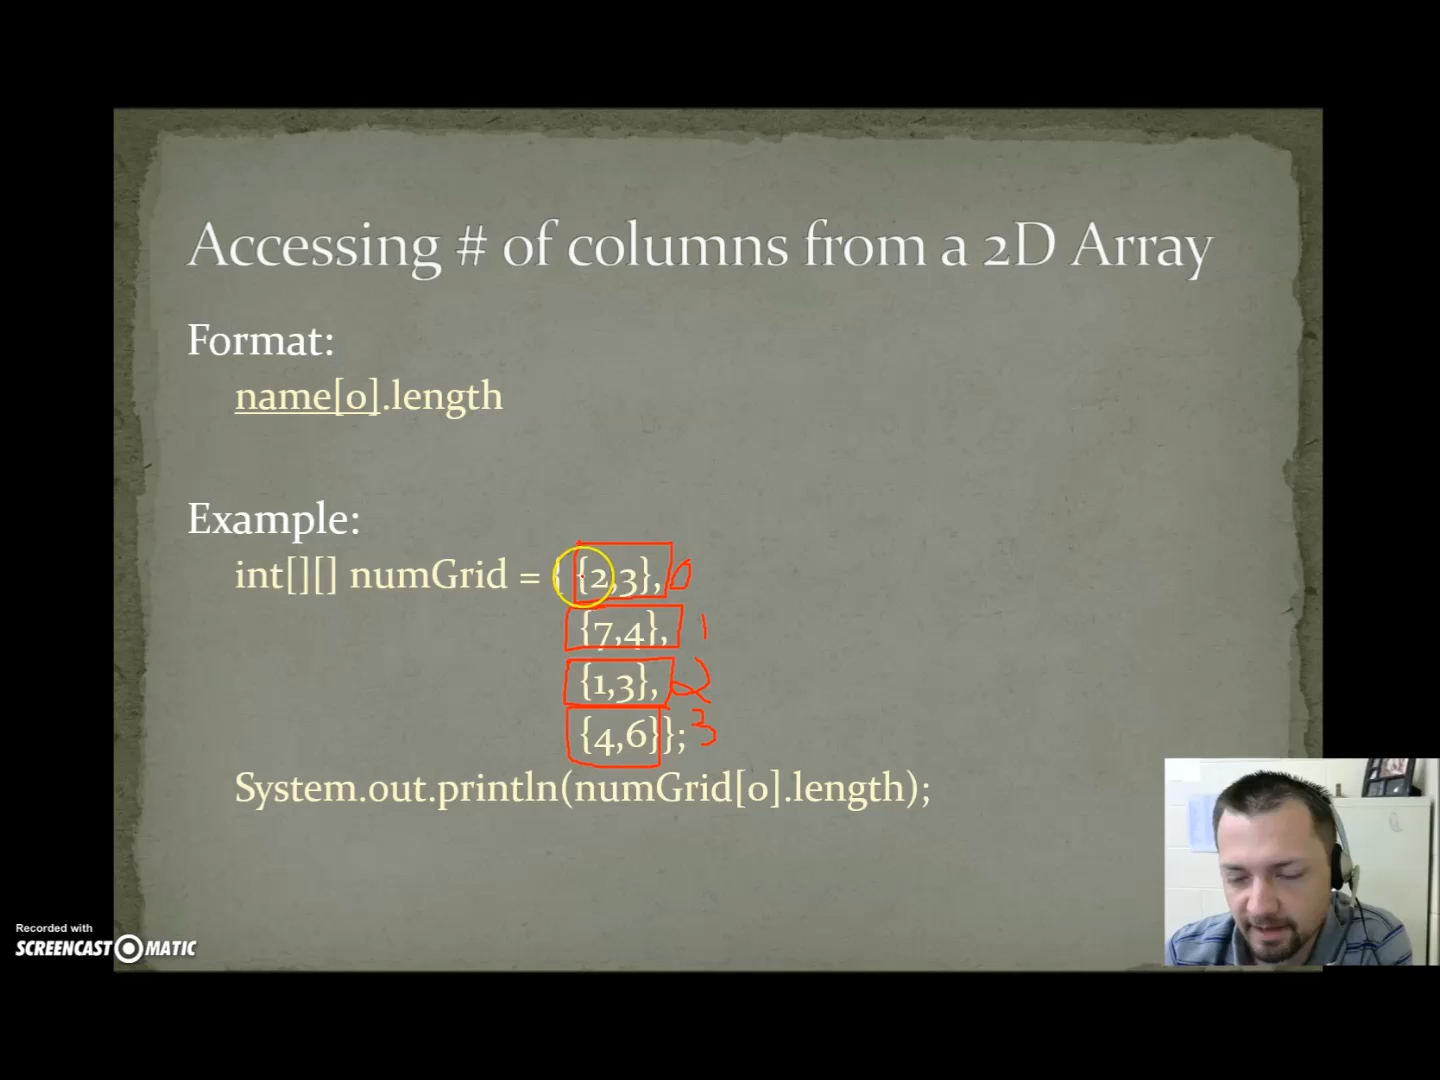 Accessing # of columns from a 2D Array
Format:
name[0].length
Example:
int[][] numGrid = { {2,3}, 0
{7,4}, 1
{1,3}, 2
{4,6}}; 3
System.out.println(numGrid[0].length);
Recorded with
SCREENCAST-O-MATIC